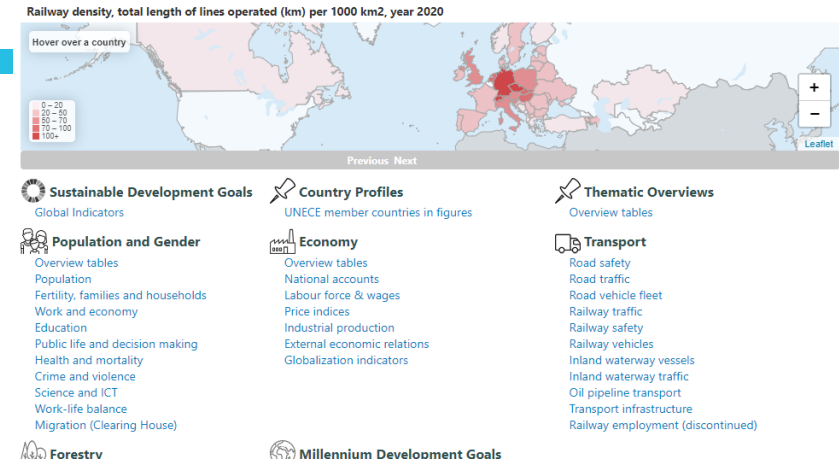 Railway density, total length of lines operated (km) per 1000 km2, year 2020
Hover over a country
0 – 20
20 – 50
50 – 70
70 – 100
100+
+
−
Leaflet
Previous Next
Sustainable Development Goals
Global Indicators
Country Profiles
UNECE member countries in figures
Thematic Overviews
Overview tables
Population and Gender
Overview tables
Population
Fertility, families and households
Work and economy
Education
Public life and decision making
Health and mortality
Crime and violence
Science and ICT
Work-life balance
Migration (Clearing House)
Economy
Overview tables
National accounts
Labour force & wages
Price indices
Industrial production
External economic relations
Globalization indicators
Transport
Road safety
Road traffic
Road vehicle fleet
Railway traffic
Railway safety
Railway vehicles
Inland waterway vessels
Inland waterway traffic
Oil pipeline transport
Transport infrastructure
Railway employment (discontinued)
Forestry
Millennium Development Goals